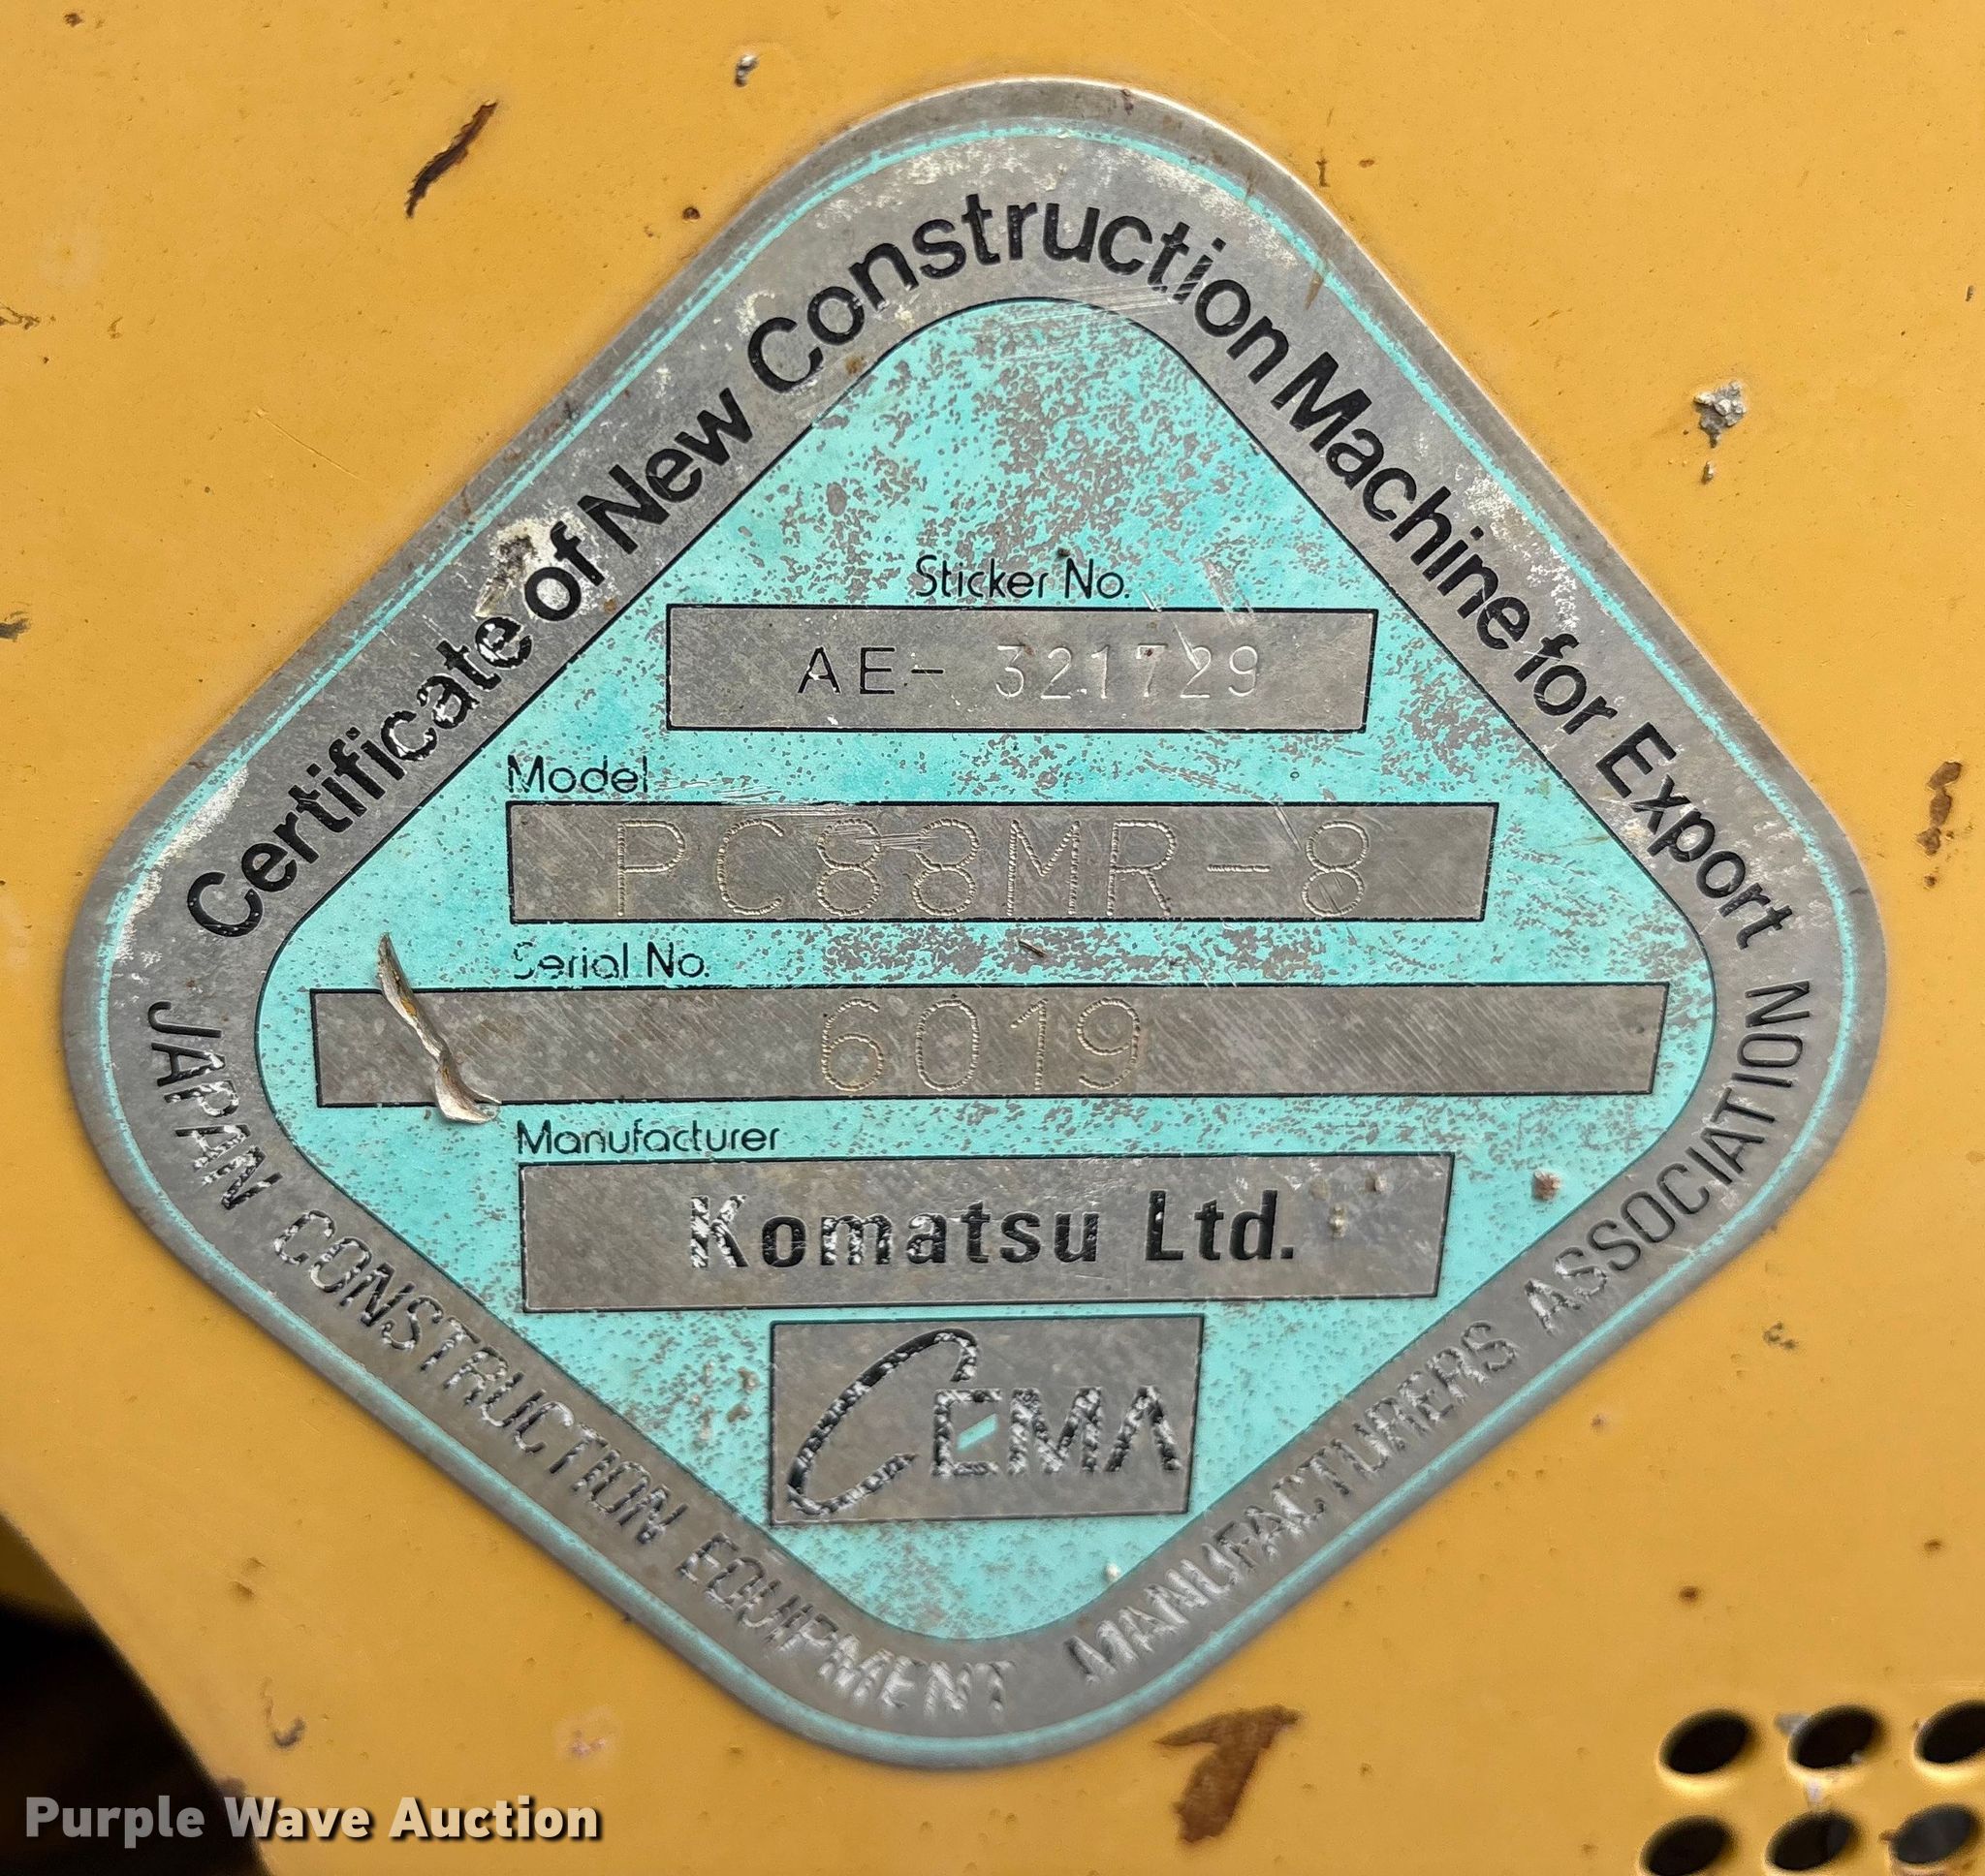 Certificate of New Construction Machine for Export
Sticker No.
AE- 321729
Model
PC88MR-8
Serial No.
6019
Manufacturer
Komatsu Ltd.
CEMA
JAPAN CONSTRUCTION EQUIPMENT MANUFACTURERS ASSOCIATION
Purple Wave Auction